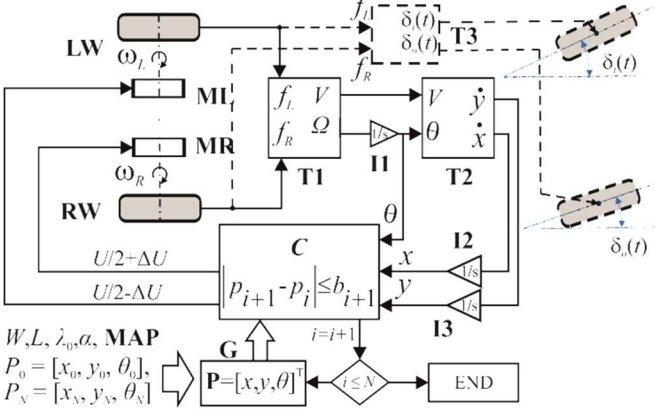 LW
ω_L
ML
MR
ω_R
RW
f_L
f_R
δ_i(t)
δ_o(t)
T3
δ_i(t)
f_L V
f_R Ω
T1
1/s
I1
V ẏ
θ ẋ
T2
δ_o(t)
θ
C
|p_{i+1}-p_i|≤b_{i+1}
U/2+ΔU
U/2-ΔU
x
y
I2
1/s
1/s
I3
i=i+1
W,L, λ_0,α, MAP
P_0 = [x_0, y_0, θ_0],
P_N = [x_N, y_N, θ_N]
G
P=[x,y,θ]^T
i ≤ N
END